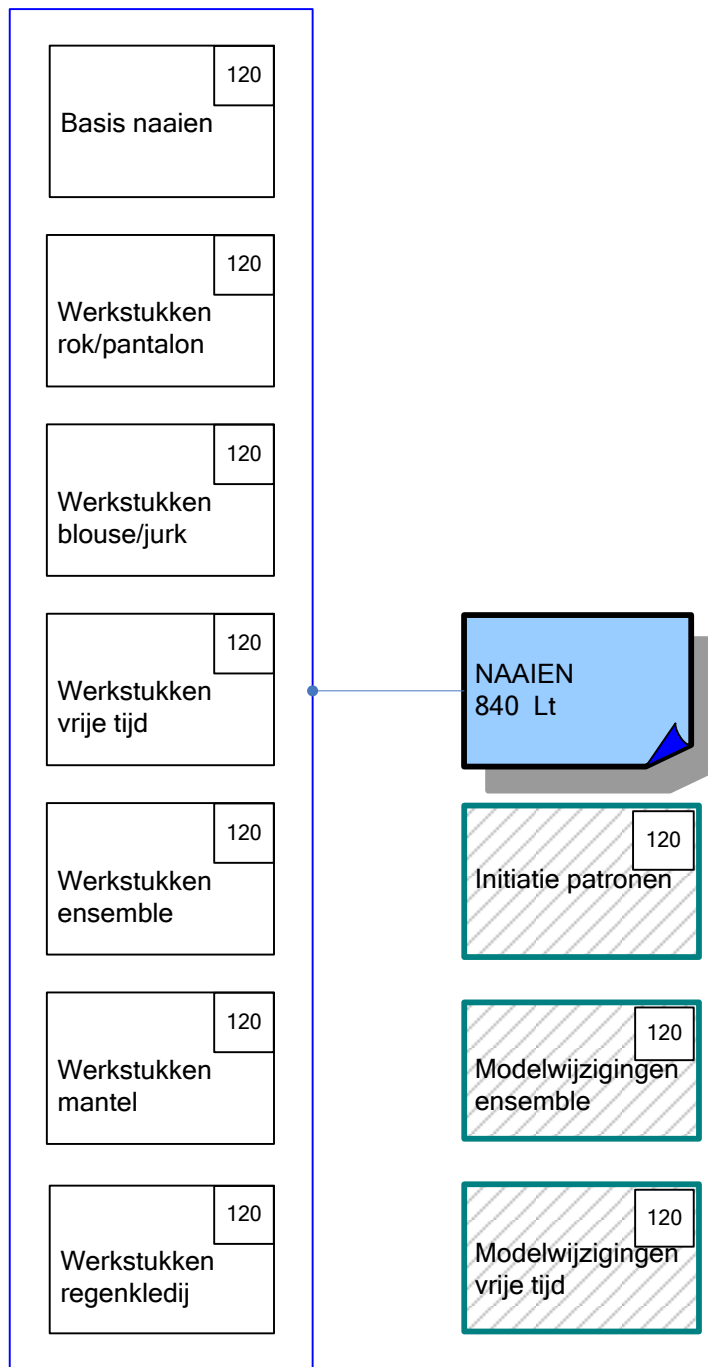 120
Basis naaien
120
Werkstukken
rok/pantalon
120
Werkstukken
blouse/jurk
120
Werkstukken
vrije tijd
120
Werkstukken
ensemble
120
Werkstukken
mantel
120
Werkstukken
regenkledij
NAAIEN
840 Lt
120
Initiatie patronen
120
Modelwijzigingen
ensemble
120
Modelwijzigingen
vrije tijd